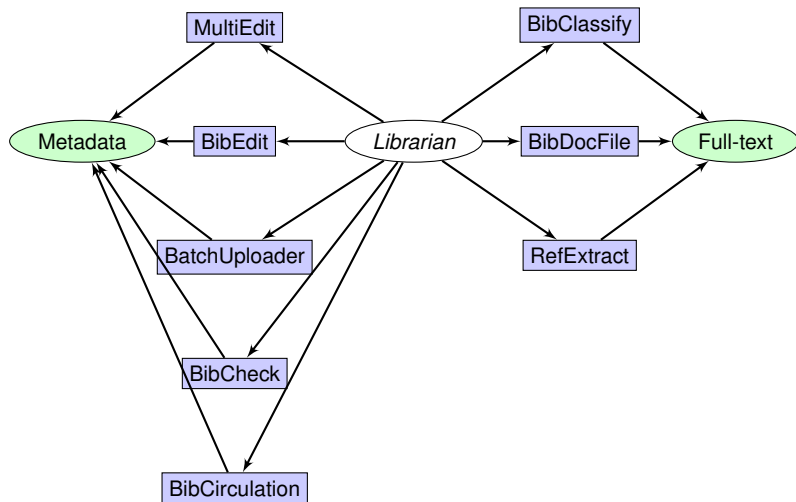 MultiEdit
BibClassify
Metadata
BibEdit
Librarian
BibDocFile
Full-text
BatchUploader
RefExtract
BibCheck
BibCirculation